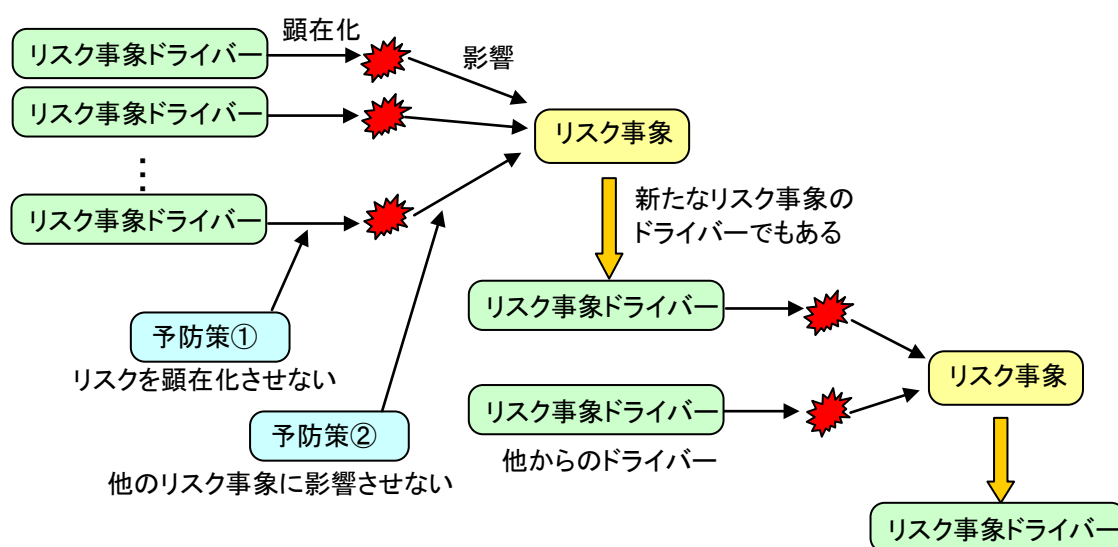 顕在化
リスク事象ドライバー
影響
リスク事象ドライバー
リスク事象
⋮
リスク事象ドライバー
新たなリスク事象の
ドライバーでもある
リスク事象ドライバー
予防策①
リスクを顕在化させない
リスク事象
リスク事象ドライバー
予防策②
他からのドライバー
他のリスク事象に影響させない
リスク事象ドライバー